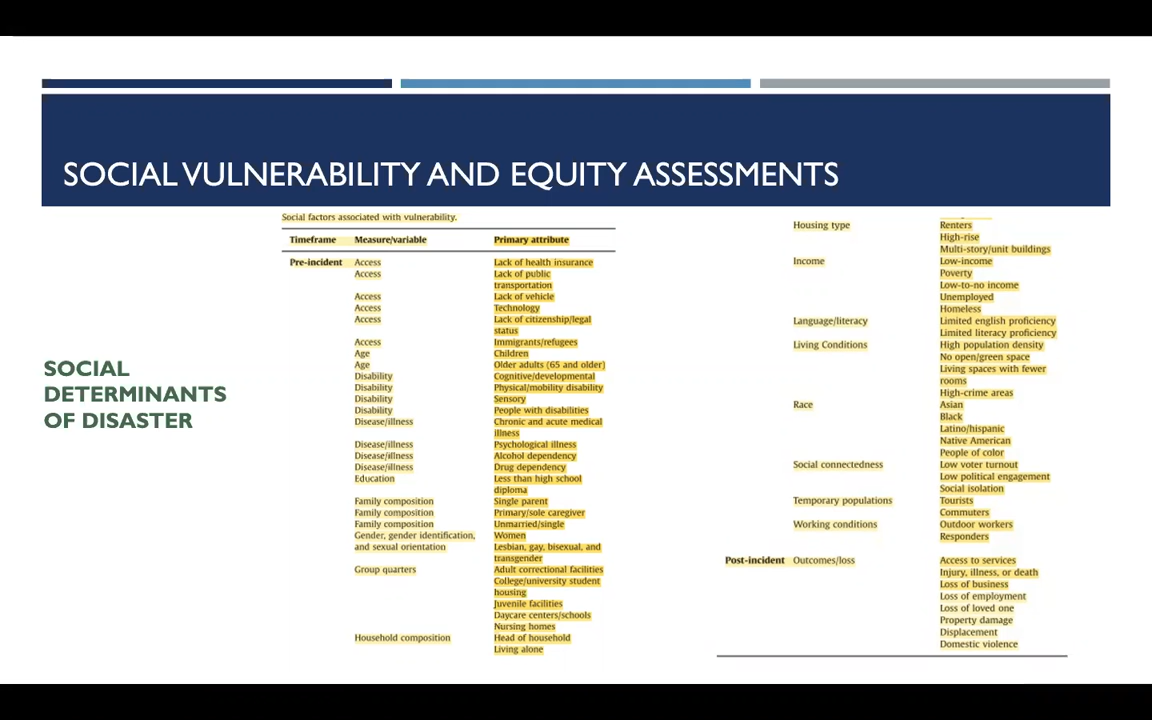 SOCIAL VULNERABILITY AND EQUITY ASSESSMENTS
SOCIAL
DETERMINANTS
OF DISASTER
Social factors associated with vulnerability.
Timeframe Measure/variable Primary attribute
Pre-incident Access Lack of health insurance
Access Lack of public
transportation
Access Lack of vehicle
Access Technology
Access Lack of citizenship/legal
status
Access Immigrants/refugees
Age Children
Age Older adults (65 and older)
Disability Cognitive/developmental
Disability Physical/mobility disability
Disability Sensory
Disability People with disabilities
Disease/illness Chronic and acute medical
illness
Disease/illness Psychological illness
Disease/illness Alcohol dependency
Disease/illness Drug dependency
Education Less than high school
diploma
Family composition Single parent
Family composition Primary/sole caregiver
Family composition Unmarried/single
Gender, gender identification, Women
and sexual orientation Lesbian, gay, bisexual, and
transgender
Group quarters Adult correctional facilities
College/university student
housing
Juvenile facilities
Daycare centers/schools
Nursing homes
Household composition Head of household
Living alone
Housing type Renters
High-rise
Multi-story/unit buildings
Income Low-income
Poverty
Low-to-no income
Unemployed
Homeless
Language/literacy Limited english proficiency
Limited literacy proficiency
Living Conditions High population density
No open/green space
Living spaces with fewer
rooms
High-crime areas
Race Asian
Black
Latino/hispanic
Native American
People of color
Social connectedness Low voter turnout
Low political engagement
Social isolation
Temporary populations Tourists
Commuters
Working conditions Outdoor workers
Responders
Post-incident Outcomes/loss Access to services
Injury, illness, or death
Loss of business
Loss of employment
Loss of loved one
Property damage
Displacement
Domestic violence